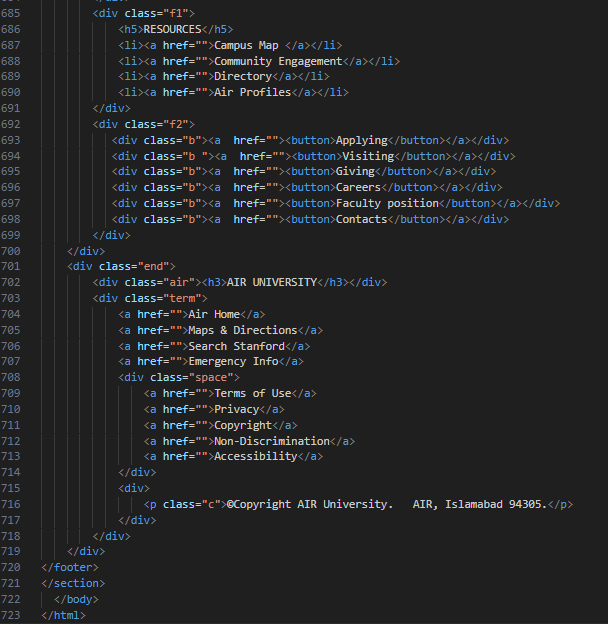 685 <div class="f1">
686 <h5>RESOURCES</h5>
687 <li><a href="">Campus Map </a></li>
688 <li><a href="">Community Engagement</a></li>
689 <li><a href="">Directory</a></li>
690 <li><a href="">Air Profiles</a></li>
691 </div>
692 <div class="f2">
693 <div class="b"><a  href=""><button>Applying</button></a></div>
694 <div class="b "><a  href=""><button>Visiting</button></a></div>
695 <div class="b"><a  href=""><button>Giving</button></a></div>
696 <div class="b"><a  href=""><button>Careers</button></a></div>
697 <div class="b"><a  href=""><button>Faculty position</button></a></div>
698 <div class="b"><a  href=""><button>Contacts</button></a></div>
699 </div>
700 </div>
701 <div class="end">
702 <div class="air"><h3>AIR UNIVERSITY</h3></div>
703 <div class="term">
704 <a href="">Air Home</a>
705 <a href="">Maps & Directions</a>
706 <a href="">Search Stanford</a>
707 <a href="">Emergency Info</a>
708 <div class="space">
709 <a href="">Terms of Use</a>
710 <a href="">Privacy</a>
711 <a href="">Copyright</a>
712 <a href="">Non-Discrimination</a>
713 <a href="">Accessibility</a>
714 </div>
715 <div>
716 <p class="c">©Copyright AIR University.   AIR, Islamabad 94305.</p>
717 </div>
718 </div>
719 </div>
720 </footer>
721 </section>
722 </body>
723 </html>